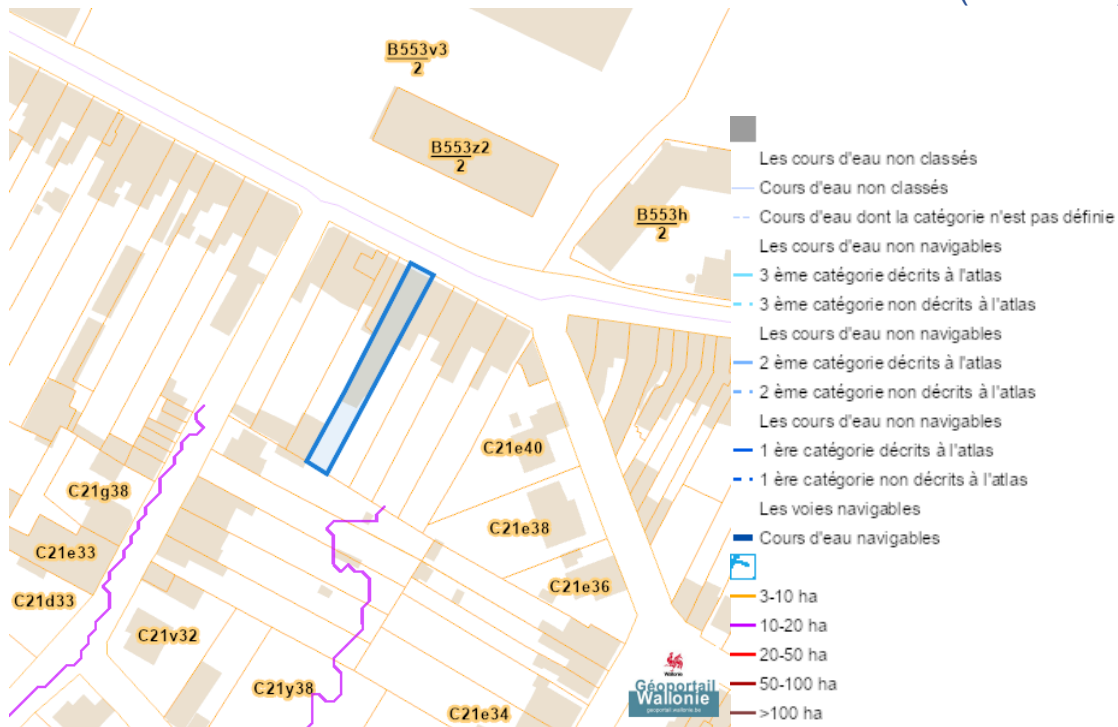 B553v3
2
B553z2
2
B553h
2
C21e40
C21g38
C21e38
C21e33
C21e36
C21d33
C21v32
C21y38
C21e34
Wallonie
Géoportail
Wallonie
geoportail.wallonie.be
Les cours d'eau non classés
Cours d'eau non classés
Cours d'eau dont la catégorie n'est pas définie
Les cours d'eau non navigables
3 ème catégorie décrits à l'atlas
3 ème catégorie non décrits à l'atlas
Les cours d'eau non navigables
2 ème catégorie décrits à l'atlas
2 ème catégorie non décrits à l'atlas
Les cours d'eau non navigables
1 ère catégorie décrits à l'atlas
1 ère catégorie non décrits à l'atlas
Les voies navigables
Cours d'eau navigables
3-10 ha
10-20 ha
20-50 ha
50-100 ha
>100 ha